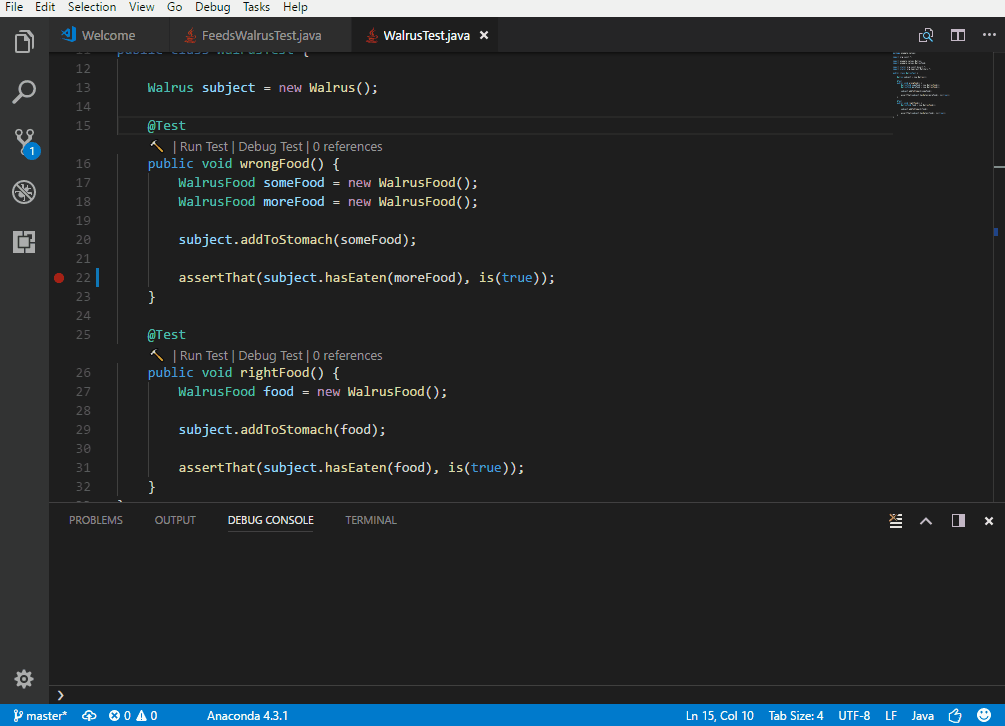 File Edit Selection View Go Debug Tasks Help
Welcome FeedsWalrusTest.java WalrusTest.java
12
13 Walrus subject = new Walrus();
14
15 @Test
| Run Test | Debug Test | 0 references
16 public void wrongFood() {
17 WalrusFood someFood = new WalrusFood();
18 WalrusFood moreFood = new WalrusFood();
19
20 subject.addToStomach(someFood);
21
22 assertThat(subject.hasEaten(moreFood), is(true));
23 }
24
25 @Test
| Run Test | Debug Test | 0 references
26 public void rightFood() {
27 WalrusFood food = new WalrusFood();
28
29 subject.addToStomach(food);
30
31 assertThat(subject.hasEaten(food), is(true));
32 }
1
PROBLEMS OUTPUT DEBUG CONSOLE TERMINAL
master* 0 0 Anaconda 4.3.1 Ln 15, Col 10 Tab Size: 4 UTF-8 LF Java